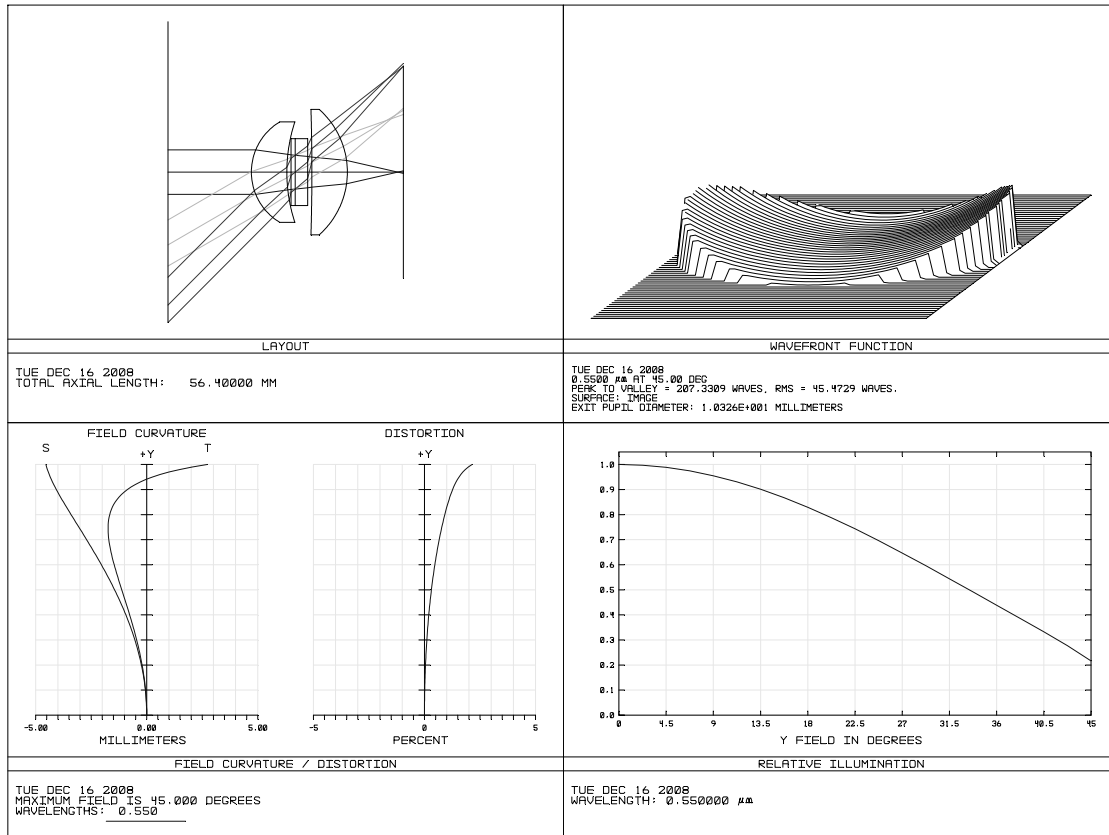 LAYOUT
TUE DEC 16 2008
TOTAL AXIAL LENGTH: 56.40000 MM
WAVEFRONT FUNCTION
TUE DEC 16 2008
0.5500 µm AT 45.00 DEG
PEAK TO VALLEY = 207.3309 WAVES, RMS = 45.4729 WAVES.
SURFACE: IMAGE
EXIT PUPIL DIAMETER: 1.0326E+001 MILLIMETERS
FIELD CURVATURE
S
T
+Y
-5.00
0.00
5.00
MILLIMETERS
DISTORTION
+Y
-5
0
5
PERCENT
FIELD CURVATURE / DISTORTION
TUE DEC 16 2008
MAXIMUM FIELD IS 45.000 DEGREES
WAVELENGTHS: 0.550
1.0
0.9
0.8
0.7
0.6
0.5
0.4
0.3
0.2
0.1
0.0
0 4.5 9 13.5 18 22.5 27 31.5 36 40.5 45
Y FIELD IN DEGREES
RELATIVE ILLUMINATION
TUE DEC 16 2008
WAVELENGTH: 0.550000 µm